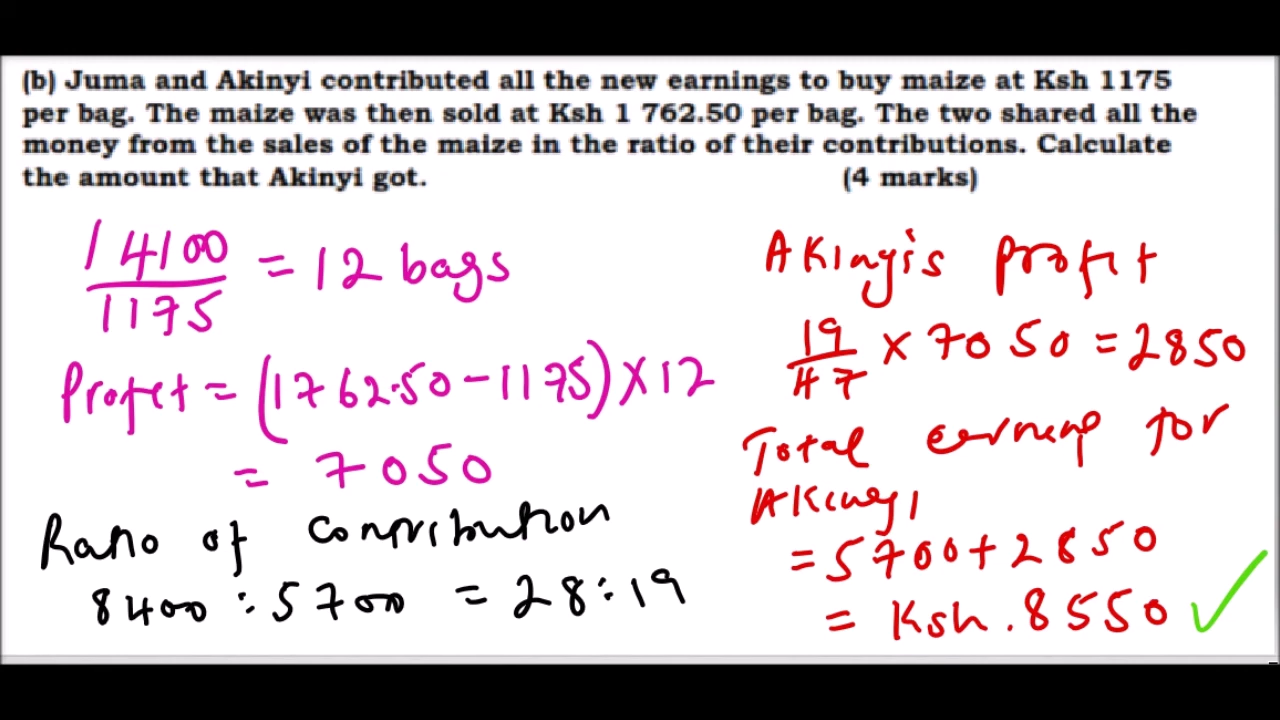 (b) Juma and Akinyi contributed all the new earnings to buy maize at Ksh 1175
per bag. The maize was then sold at Ksh 1 762.50 per bag. The two shared all the
money from the sales of the maize in the ratio of their contributions. Calculate
the amount that Akinyi got. (4 marks)
14100/1175 = 12 bags
Profit = (1762.50 - 1175) × 12
= 7050
Ratio of contribution
8400 : 5700 = 28 : 19
Akinyi's profit
19/47 × 7050 = 2850
Total earning for
Akinyi
= 5700 + 2850
= Ksh. 8550 ✓